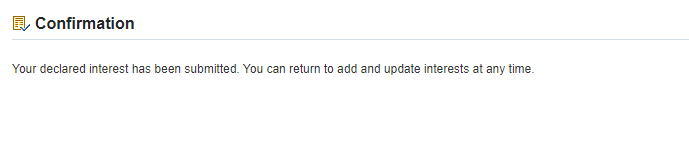 Confirmation
Your declared interest has been submitted. You can return to add and update interests at any time.